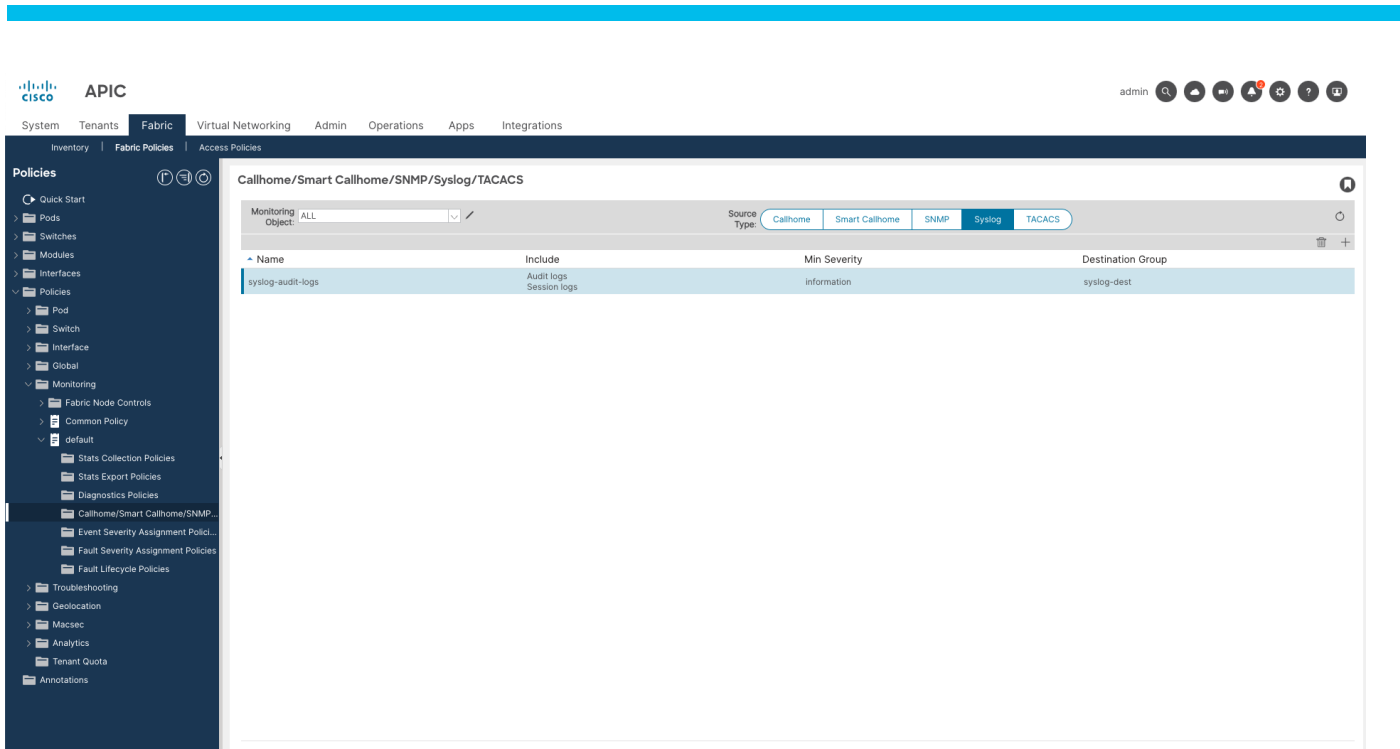 CISCO APIC
admin 2
System Tenants Fabric Virtual Networking Admin Operations Apps Integrations
Inventory | Fabric Policies | Access Policies
Policies
Quick Start
Pods
Switches
Modules
Interfaces
Policies
Pod
Switch
Interface
Global
Monitoring
Fabric Node Controls
Common Policy
default
Stats Collection Policies
Stats Export Policies
Diagnostics Policies
Callhome/Smart Callhome/SNMP...
Event Severity Assignment Polici...
Fault Severity Assignment Policies
Fault Lifecycle Policies
Troubleshooting
Geolocation
Macsec
Analytics
Tenant Quota
Annotations
Callhome/Smart Callhome/SNMP/Syslog/TACACS
Monitoring Object: ALL
Source Type: Callhome Smart Callhome SNMP Syslog TACACS
Name Include Min Severity Destination Group
syslog-audit-logs Audit logs information syslog-dest
Session logs